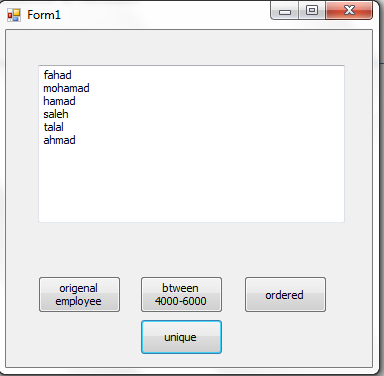 Form1
fahad
mohamad
hamad
saleh
talal
ahmad
origenal
employee
btween
4000-6000
ordered
unique